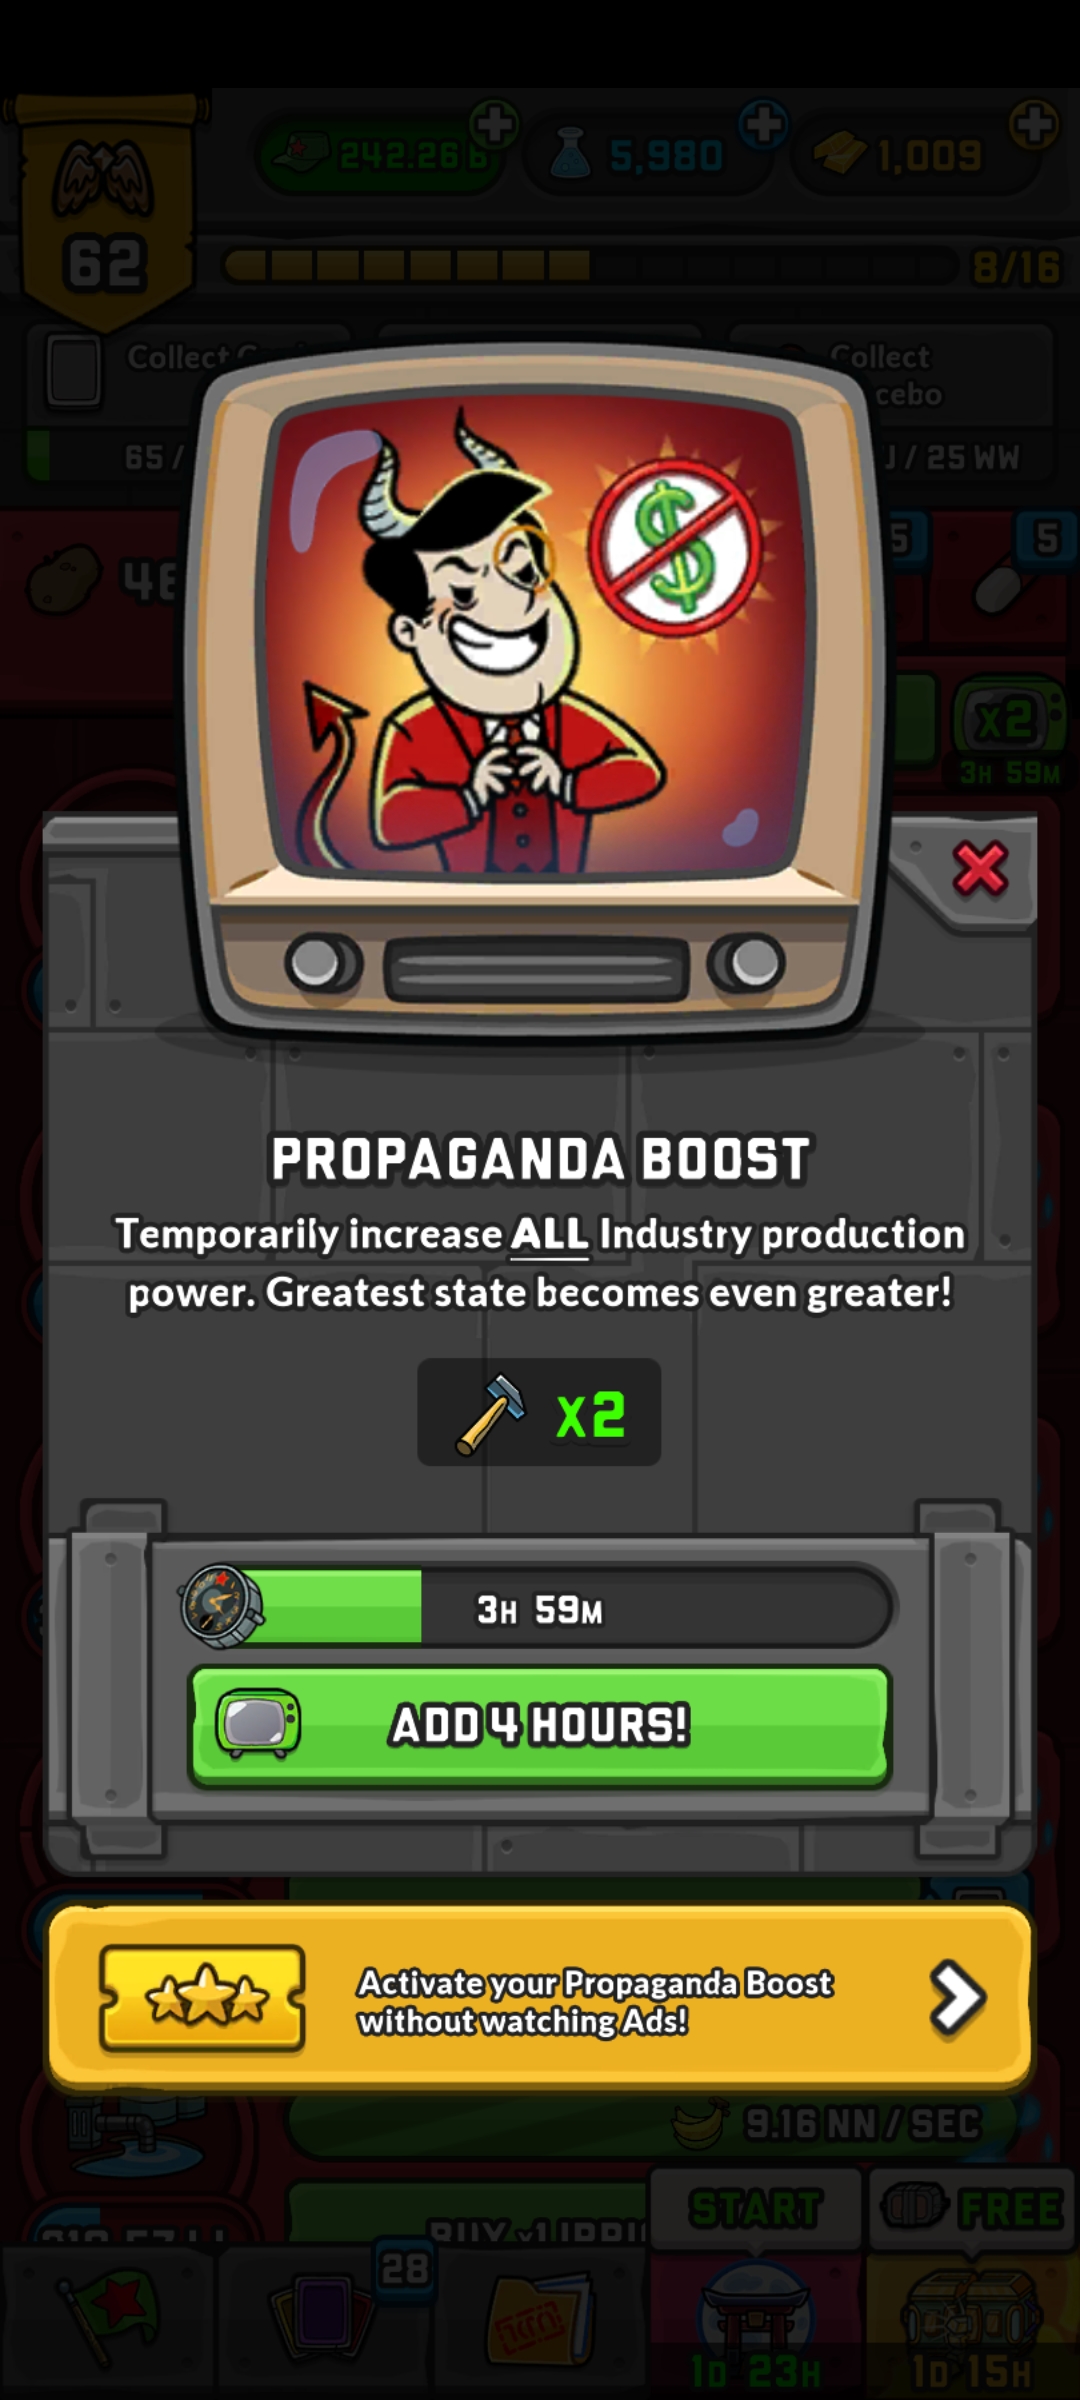 242.26 B
5,980
1,009
62
8/16
Collect
Collect
65 /
/ 25 WW
5
5
x2
3H 59M
PROPAGANDA BOOST
Temporarily increase ALL Industry production
power. Greatest state becomes even greater!
x2
3H 59M
ADD 4 HOURS!
Activate your Propaganda Boost
without watching Ads!
9.16 NN / SEC
START
FREE
28
1D 23H
1D 15H